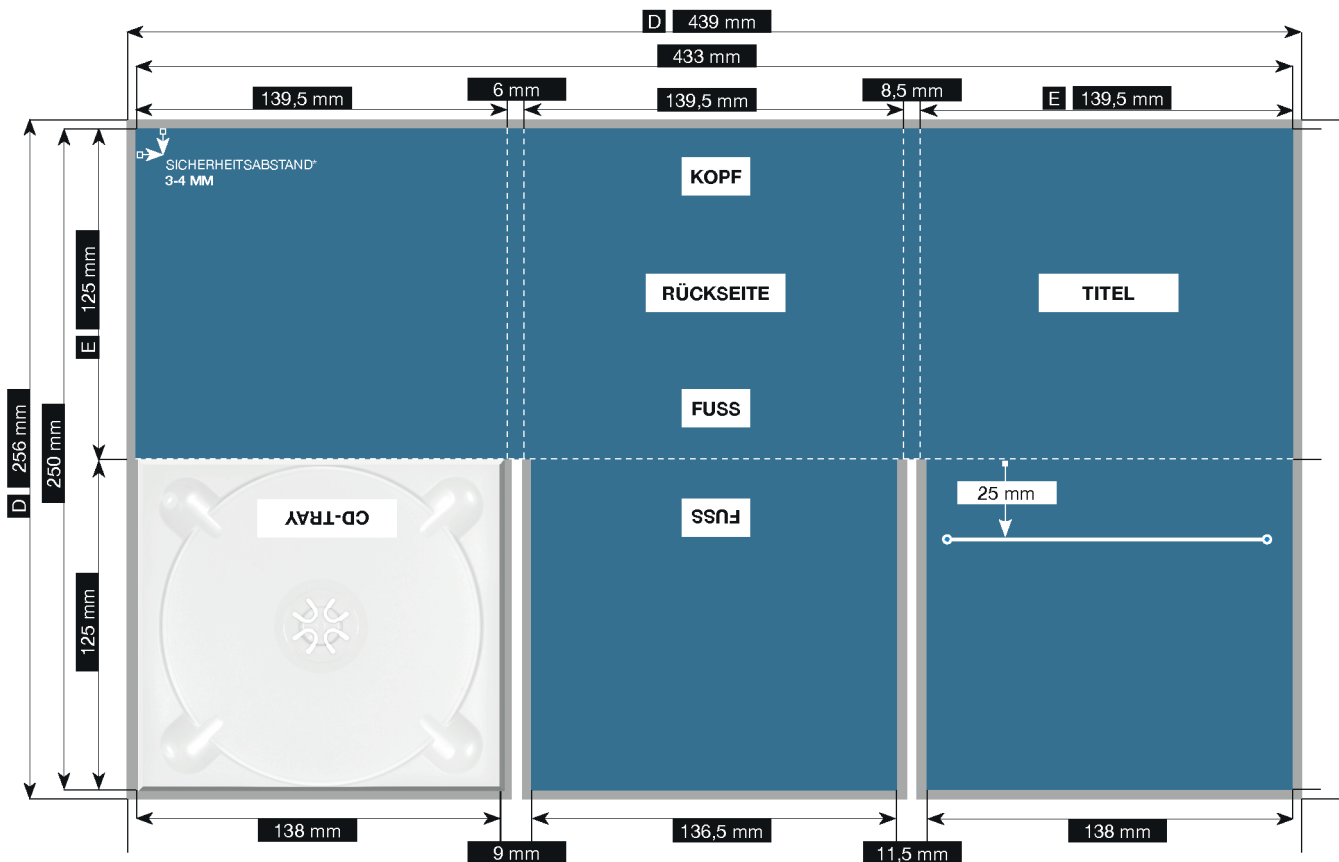 D 439 mm
433 mm
139,5 mm
6 mm
139,5 mm
8,5 mm
E 139,5 mm
SICHERHEITSABSTAND*
3-4 MM
KOPF
RÜCKSEITE
TITEL
FUSS
125 mm
E
D 256 mm
250 mm
125 mm
CD-TRAY
FUSS
25 mm
138 mm
9 mm
136,5 mm
11,5 mm
138 mm